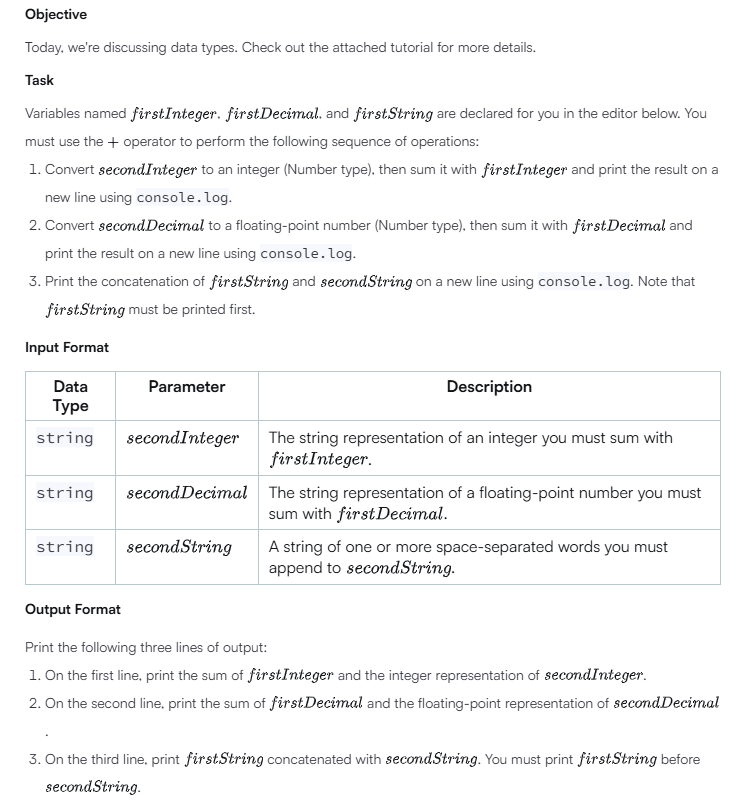 Objective
Today, we're discussing data types. Check out the attached tutorial for more details.
Task
Variables named firstInteger, firstDecimal, and firstString are declared for you in the editor below. You
must use the + operator to perform the following sequence of operations:
1. Convert secondInteger to an integer (Number type), then sum it with firstInteger and print the result on a
new line using console.log.
2. Convert secondDecimal to a floating-point number (Number type), then sum it with firstDecimal and
print the result on a new line using console.log.
3. Print the concatenation of firstString and secondString on a new line using console.log. Note that
firstString must be printed first.
Input Format
Data Type Parameter Description
string secondInteger The string representation of an integer you must sum with
firstInteger.
string secondDecimal The string representation of a floating-point number you must
sum with firstDecimal.
string secondString A string of one or more space-separated words you must
append to secondString.
Output Format
Print the following three lines of output:
1. On the first line, print the sum of firstInteger and the integer representation of secondInteger.
2. On the second line, print the sum of firstDecimal and the floating-point representation of secondDecimal
.
3. On the third line, print firstString concatenated with secondString. You must print firstString before
secondString.